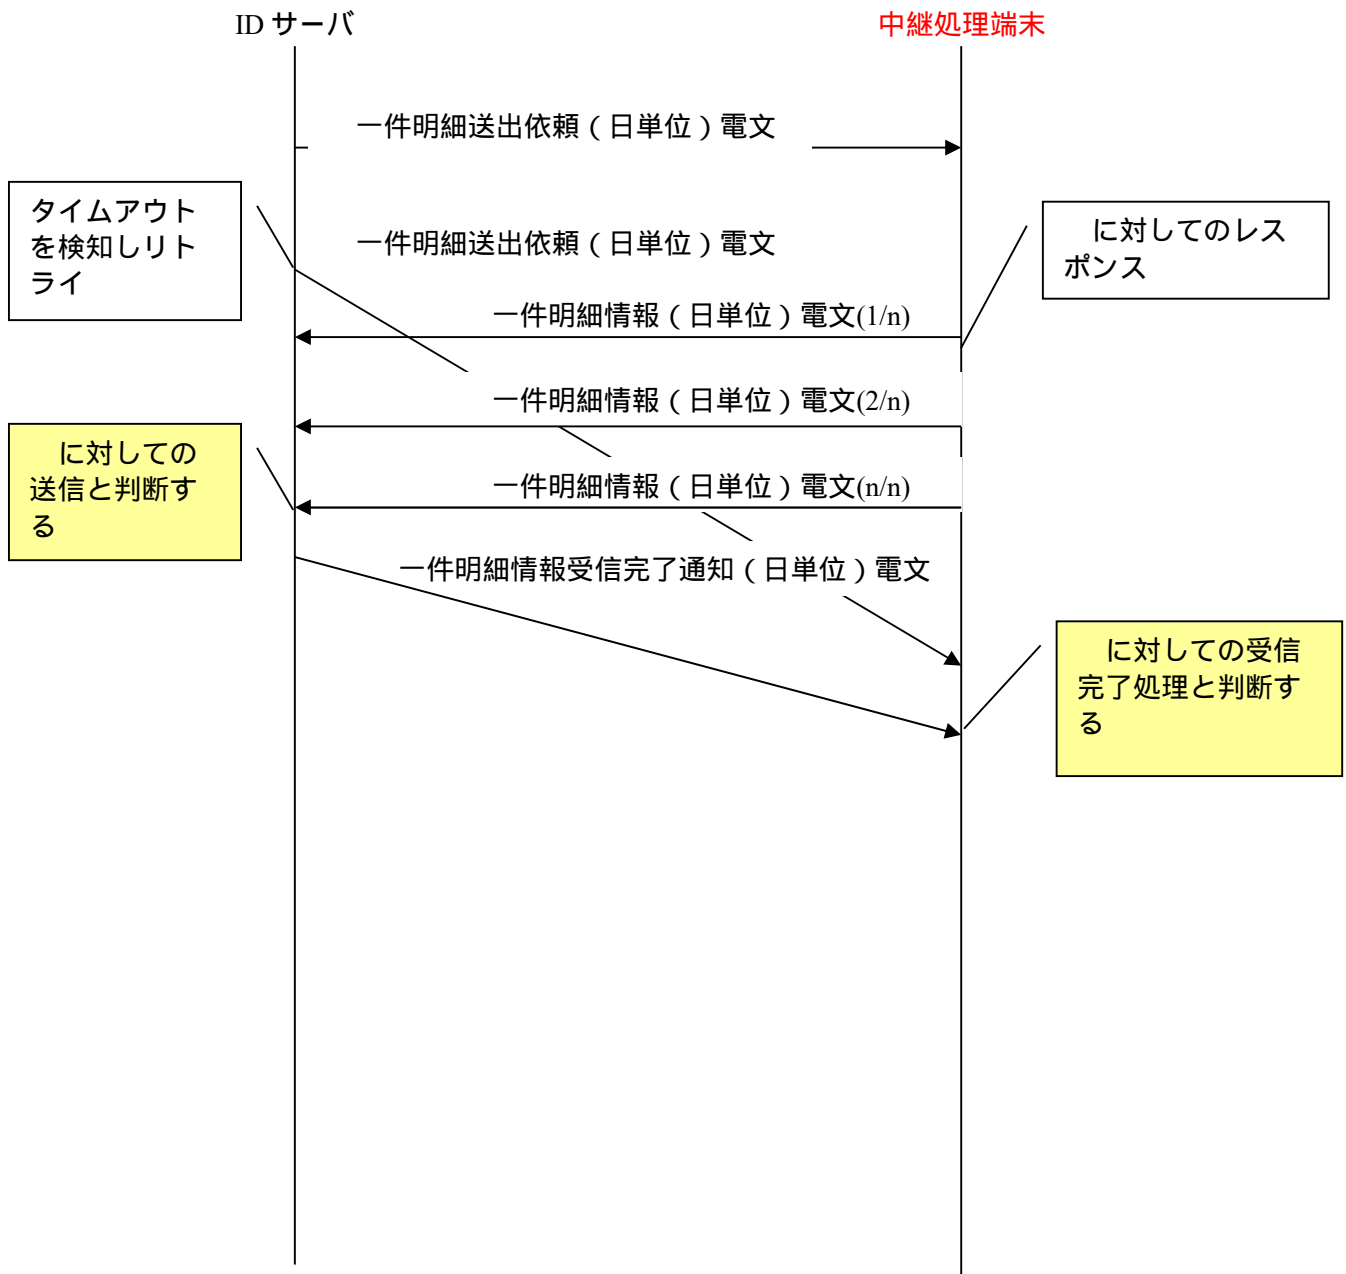 ID サーバ
中継処理端末
一件明細送出依頼（日単位）電文
タイムアウト
を検知しリト
ライ
一件明細送出依頼（日単位）電文
に対してのレス
ポンス
一件明細情報（日単位）電文(1/n)
一件明細情報（日単位）電文(2/n)
に対しての
送信と判断す
る
一件明細情報（日単位）電文(n/n)
一件明細情報受信完了通知（日単位）電文
に対しての受信
完了処理と判断す
る